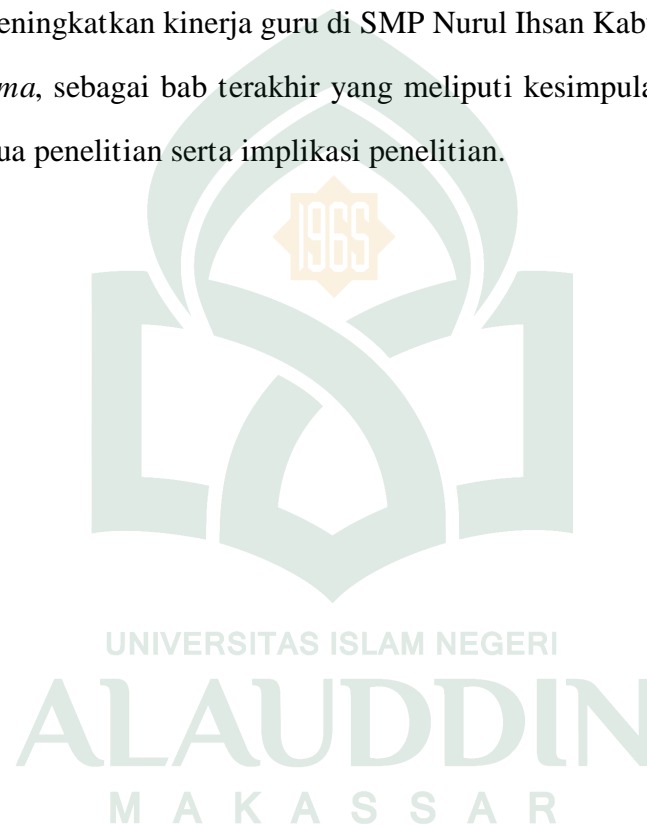 eningkatkan kinerja guru di SMP Nurul Ihsan Kab
ma, sebagai bab terakhir yang meliputi kesimpula
ua penelitian serta implikasi penelitian.
1965
UNIVERSITAS ISLAM NEGERI
ALAUDDIN
MAKASSAR